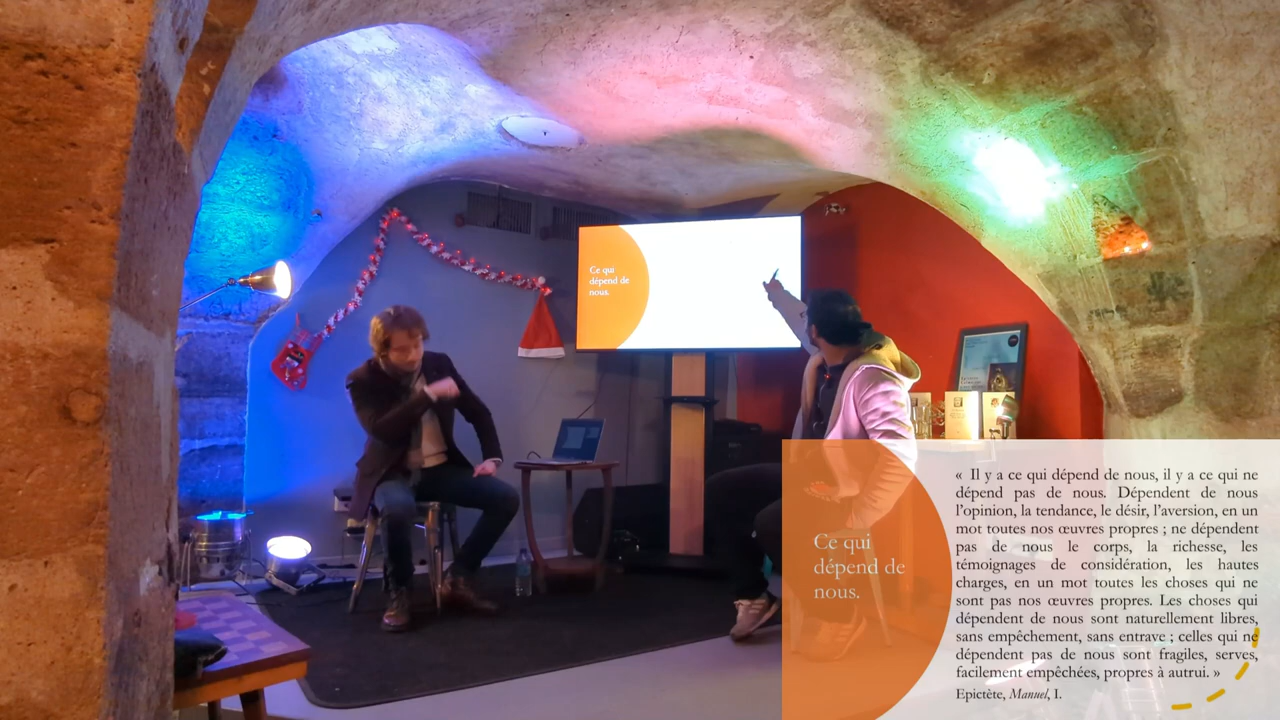 Ce qui
dépend de
nous.
Ce qui
dépend de
nous.
« Il y a ce qui dépend de nous, il y a ce qui ne
dépend pas de nous. Dépendent de nous
l’opinion, la tendance, le désir, l’aversion, en un
mot toutes nos œuvres propres ; ne dépendent
pas de nous le corps, la richesse, les
témoignages de considération, les hautes
charges, en un mot toutes les choses qui ne
sont pas nos œuvres propres. Les choses qui
dépendent de nous sont naturellement libres,
sans empêchement, sans entrave ; celles qui ne
dépendent pas de nous sont fragiles, serves,
facilement empêchées, propres à autrui. »
Epictète, Manuel, I.